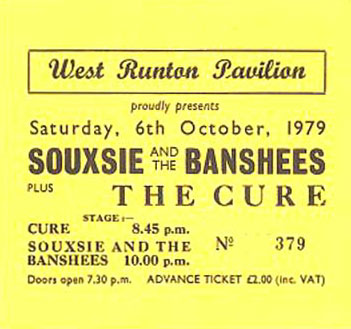 West Runton Pavilion
proudly presents
Saturday, 6th October, 1979
SOUXSIE AND THE BANSHEES
PLUS THE CURE
STAGE:—
CURE 8.45 p.m.
SOUXSIE AND THE
BANSHEES 10.00 p.m.
Nº 379
Doors open 7.30 p.m. ADVANCE TICKET £2.00 (inc. VAT)